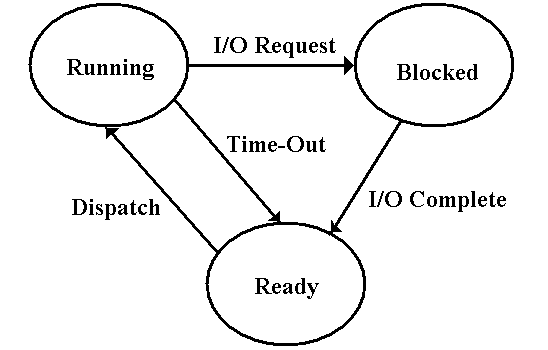 I/O Request
Running
Blocked
Time-Out
Dispatch
I/O Complete
Ready